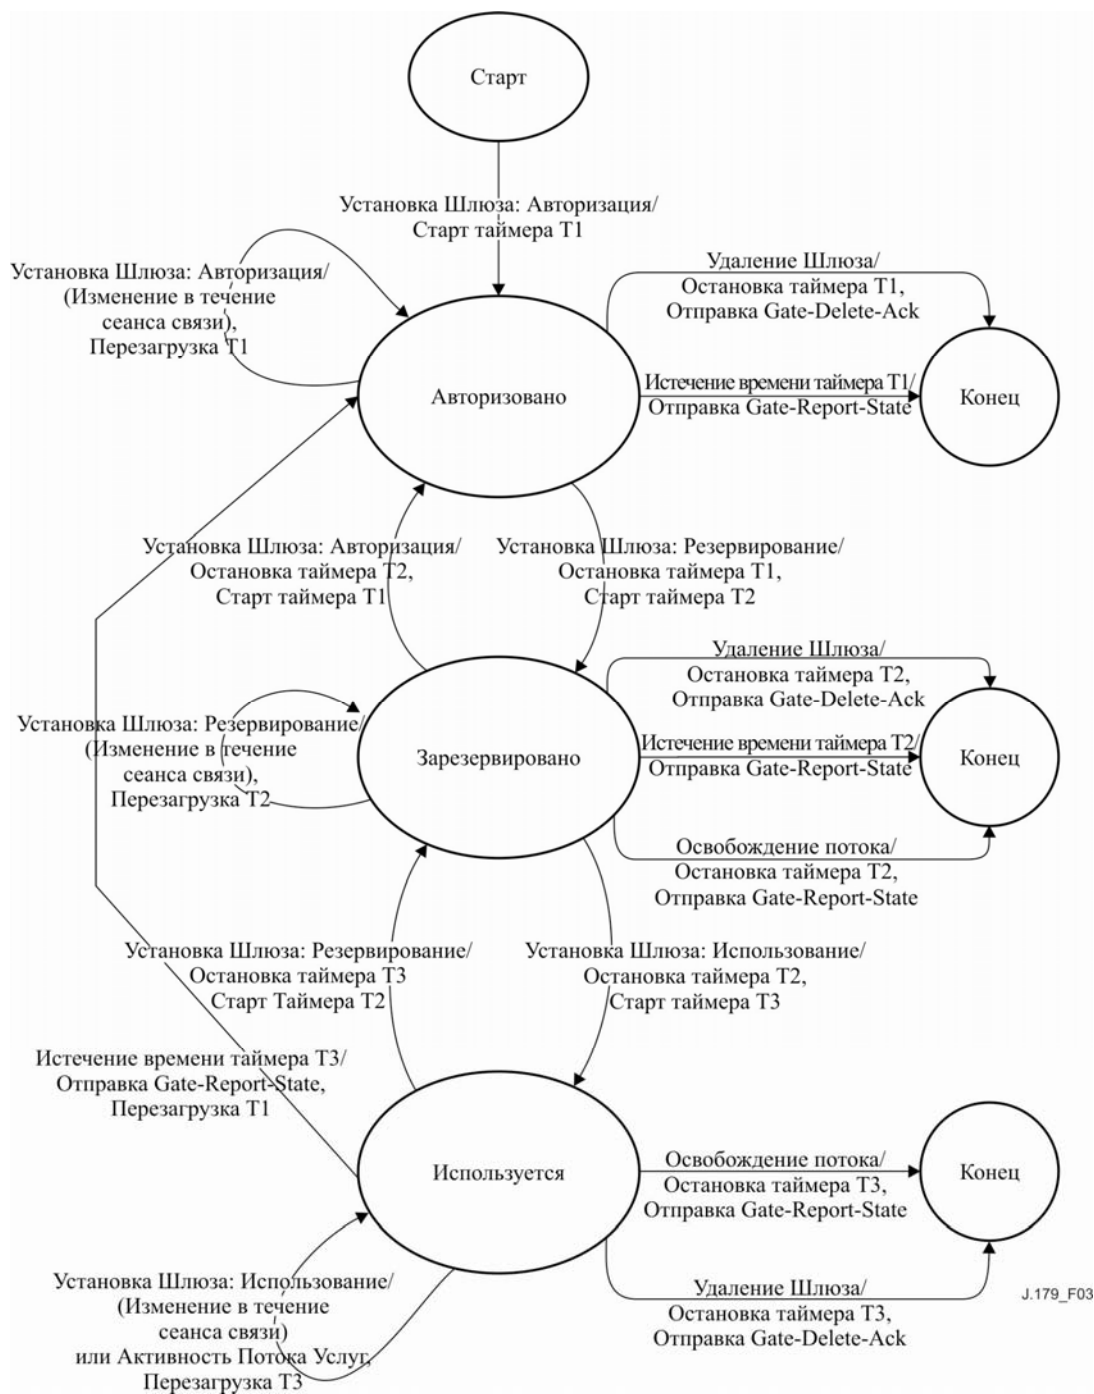 Старт
Установка Шлюза: Авторизация/
Старт таймера Т1
Установка Шлюза: Авторизация/
(Изменение в течение
сеанса связи),
Перезагрузка Т1
Удаление Шлюза/
Остановка таймера Т1,
Отправка Gate-Delete-Ack
Авторизовано
Истечение времени таймера Т1/
Отправка Gate-Report-State
Конец
Установка Шлюза: Авторизация/
Остановка таймера Т2,
Старт таймера Т1
Установка Шлюза: Резервирование/
Остановка таймера Т1,
Старт таймера Т2
Установка Шлюза: Резервирование/
(Изменение в течение
сеанса связи),
Перезагрузка Т2
Зарезервировано
Удаление Шлюза/
Остановка таймера Т2,
Отправка Gate-Delete-Ack
Истечение времени таймера Т2/
Отправка Gate-Report-State
Конец
Освобождение потока/
Остановка таймера Т2,
Отправка Gate-Report-State
Установка Шлюза: Резервирование/
Остановка таймера Т3
Старт Таймера Т2
Установка Шлюза: Использование/
Остановка таймера Т2,
Старт таймера Т3
Истечение времени таймера Т3/
Отправка Gate-Report-State,
Перезагрузка Т1
Используется
Освобождение потока/
Остановка таймера Т3,
Отправка Gate-Report-State
Конец
Установка Шлюза: Использование/
(Изменение в течение
сеанса связи)
или Активность Потока Услуг,
Перезагрузка Т3
Удаление Шлюза/
Остановка таймера Т3,
Отправка Gate-Delete-Ack
J.179_F03